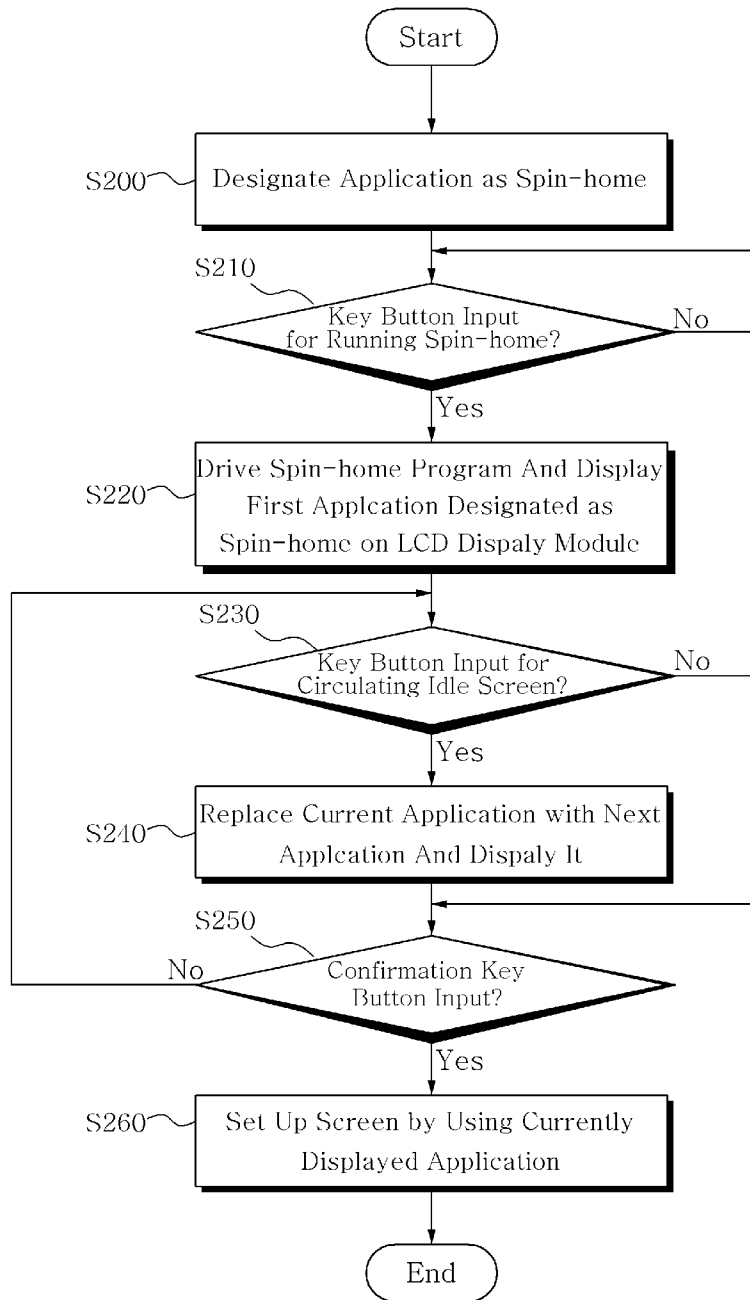 Start
S200
Designate Application as Spin-home
S210
Key Button Input
for Running Spin-home?
No
Yes
S220
Drive Spin-home Program And Display
First Applcation Designated as
Spin-home on LCD Dispaly Module
S230
Key Button Input for
Circulating Idle Screen?
No
Yes
S240
Replace Current Application with Next
Applcation And Dispaly It
S250
No
Confirmation Key
Button Input?
Yes
S260
Set Up Screen by Using Currently
Displayed Application
End